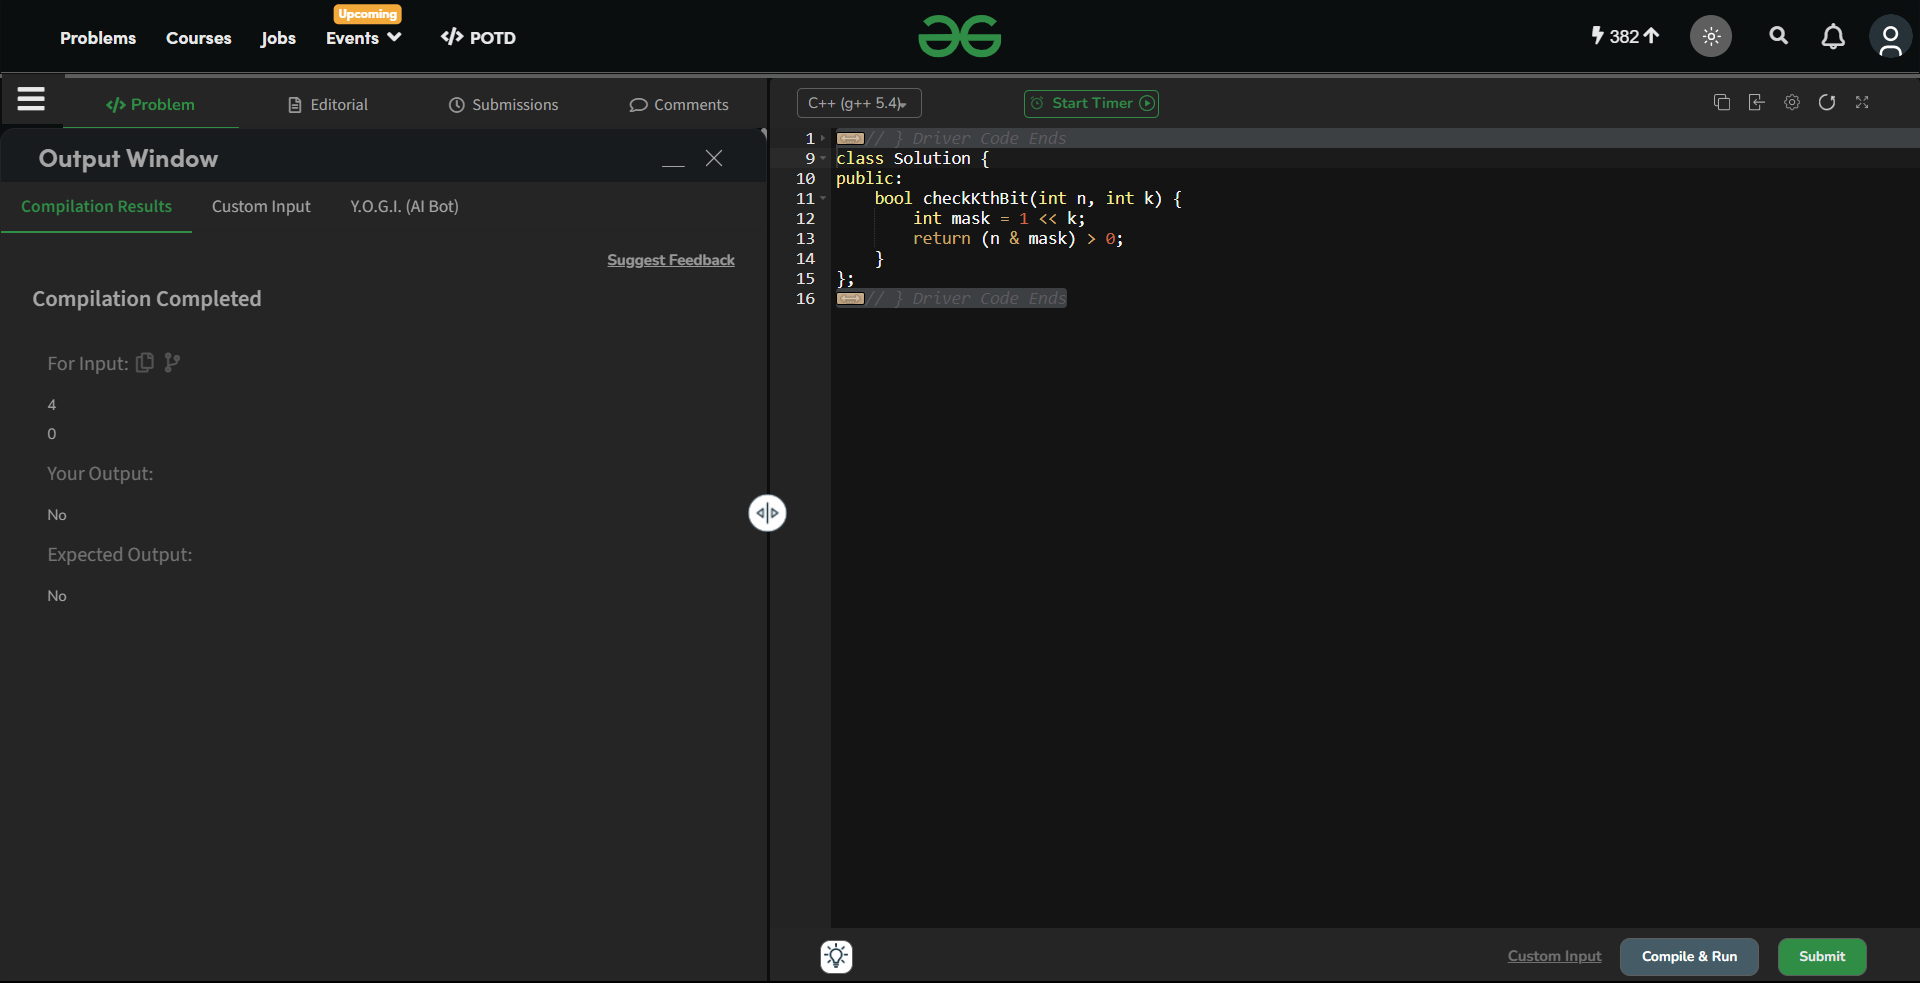 Upcoming
Problems Courses Jobs Events POTD
382
Problem Editorial Submissions Comments
C++ (g++ 5.4)
Start Timer
Output Window
Compilation Results Custom Input Y.O.G.I. (AI Bot)
Suggest Feedback
Compilation Completed
For Input:
4
0
Your Output:
No
Expected Output:
No
1 // } Driver Code Ends
9 class Solution {
10 public:
11 bool checkKthBit(int n, int k) {
12 int mask = 1 << k;
13 return (n & mask) > 0;
14 }
15 };
16 // } Driver Code Ends
Custom Input Compile & Run Submit